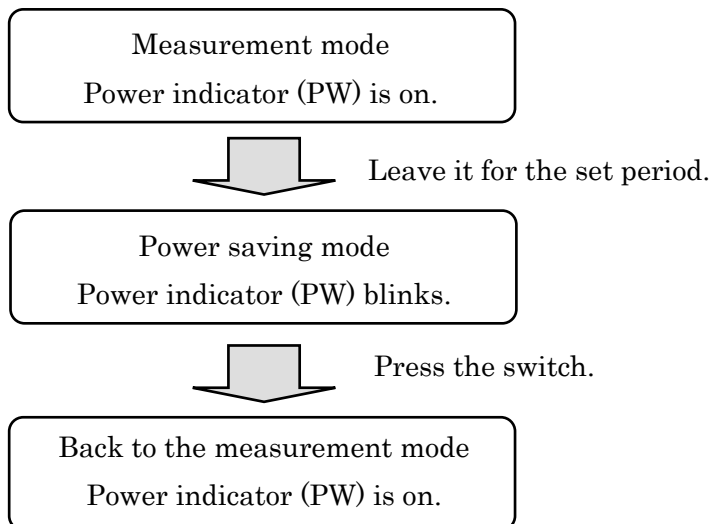 Measurement mode
Power indicator (PW) is on.
Leave it for the set period.
Power saving mode
Power indicator (PW) blinks.
Press the switch.
Back to the measurement mode
Power indicator (PW) is on.